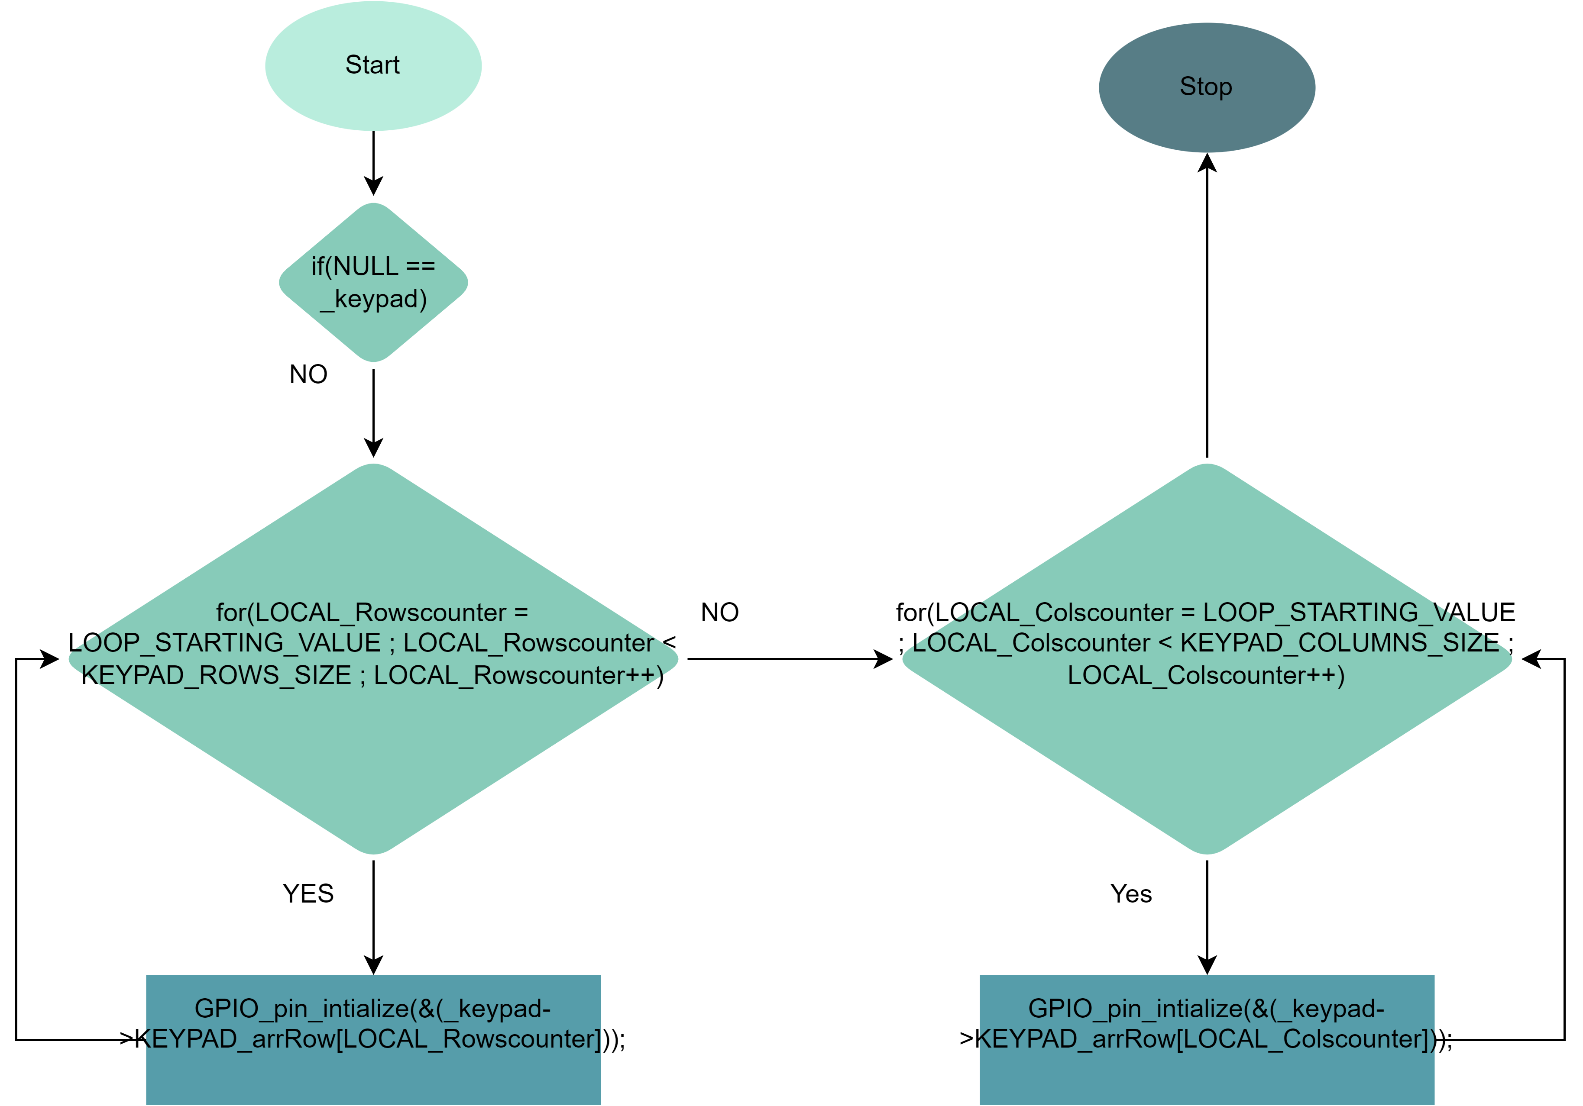 Start
if(NULL ==
_keypad)
NO
for(LOCAL_Rowscounter =
LOOP_STARTING_VALUE ; LOCAL_Rowscounter <
KEYPAD_ROWS_SIZE ; LOCAL_Rowscounter++)
YES
GPIO_pin_intialize(&(_keypad-
>KEYPAD_arrRow[LOCAL_Rowscounter]));
NO
Stop
for(LOCAL_Colscounter = LOOP_STARTING_VALUE
; LOCAL_Colscounter < KEYPAD_COLUMNS_SIZE ;
LOCAL_Colscounter++)
Yes
GPIO_pin_intialize(&(_keypad-
>KEYPAD_arrRow[LOCAL_Colscounter]));